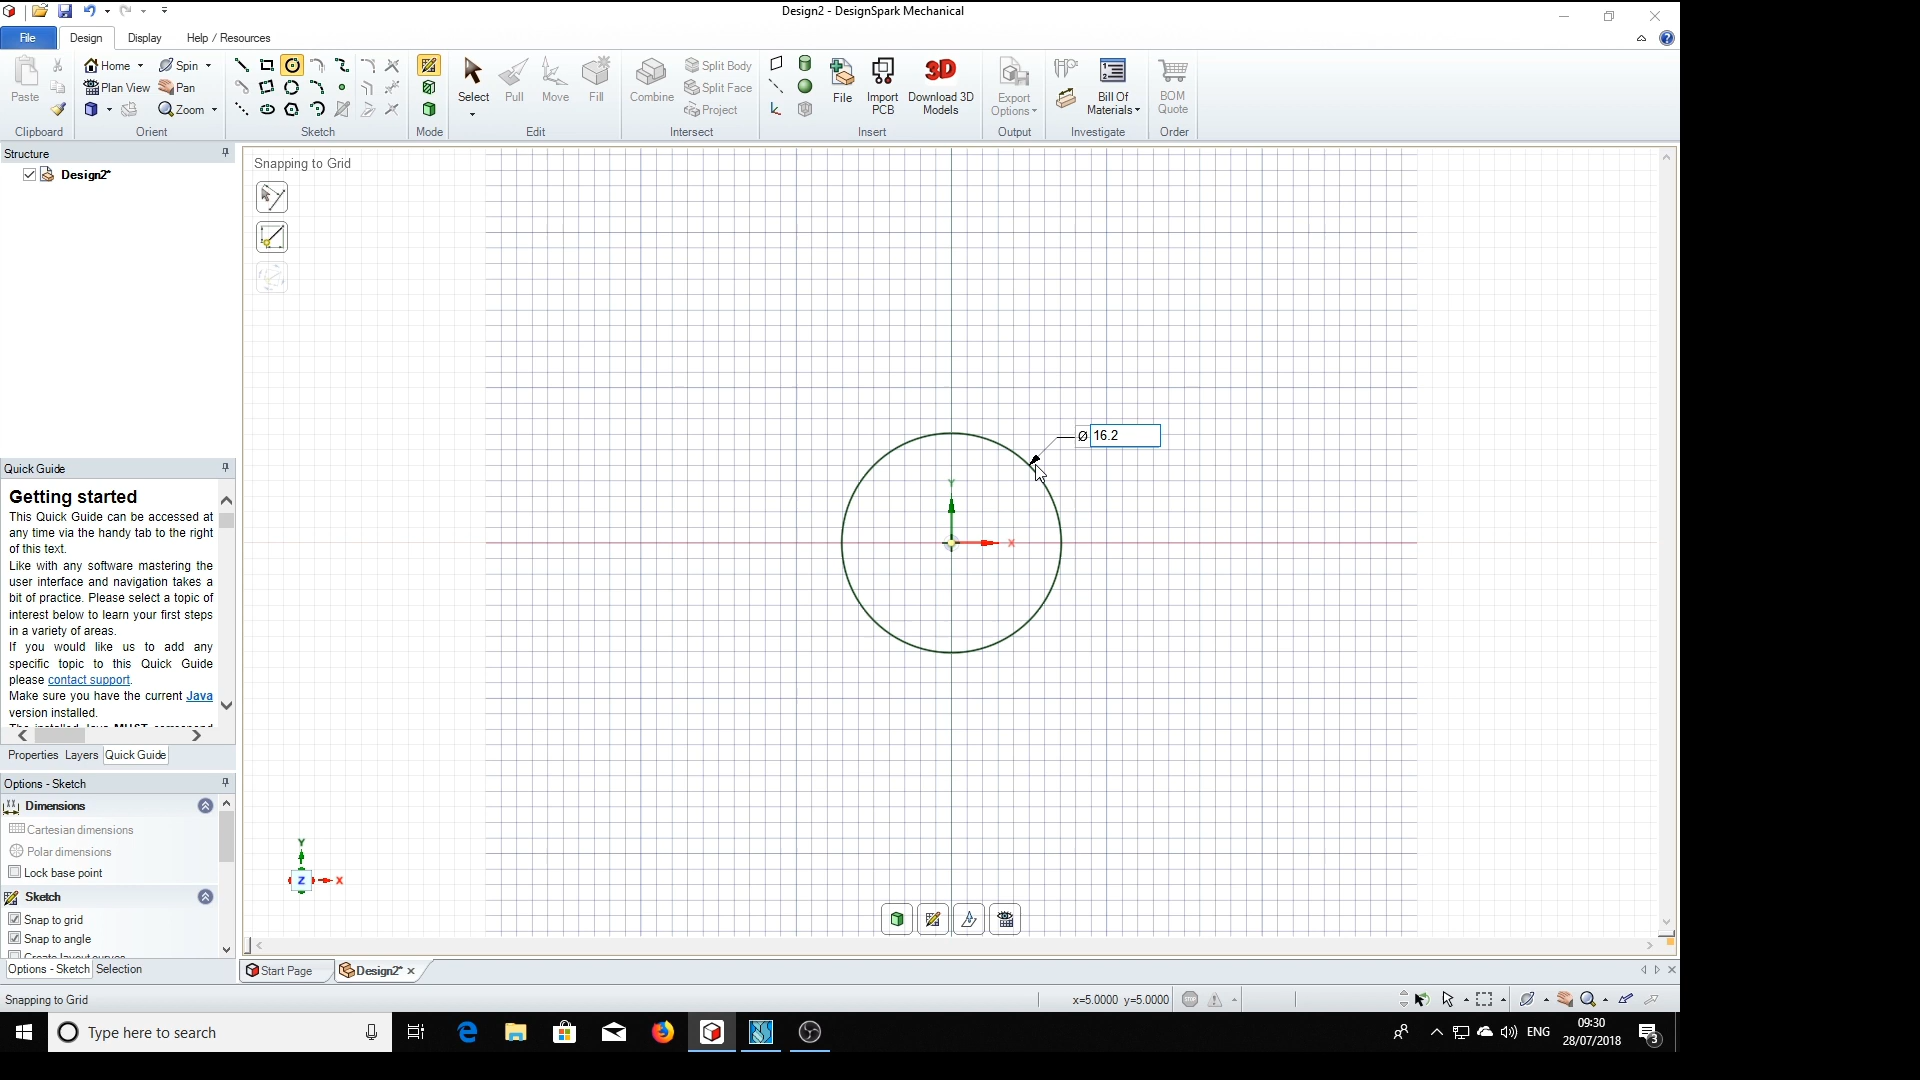 Design2 - DesignSpark Mechanical
File Design Display Help / Resources
Paste
Clipboard
Home Spin
Plan View Pan
Zoom
Orient
Sketch
Mode
Select Pull Move Fill
Edit
Combine
Split Body
Split Face
Project
Intersect
File
Import
PCB
3D
Download 3D
Models
Insert
Export
Options
Output
Bill Of
Materials
Investigate
BOM
Quote
Order
Structure
Design2*
Snapping to Grid
Ø 16.2
Y
X
Quick Guide
Getting started
This Quick Guide can be accessed at
any time via the handy tab to the right
of this text.
Like with any software mastering the
user interface and navigation takes a
bit of practice. Please select a topic of
interest below to learn your first steps
in a variety of areas.
If you would like us to add any
specific topic to this Quick Guide
please contact support.
Make sure you have the current Java
version installed.
Properties Layers Quick Guide
Options - Sketch
Dimensions
Cartesian dimensions
Polar dimensions
Lock base point
Sketch
Snap to grid
Snap to angle
Create layout curves
Options - Sketch Selection
Y
Z
X
Start Page Design2*
Snapping to Grid x=5.0000 y=5.0000
Type here to search
ENG
09:30
28/07/2018
3